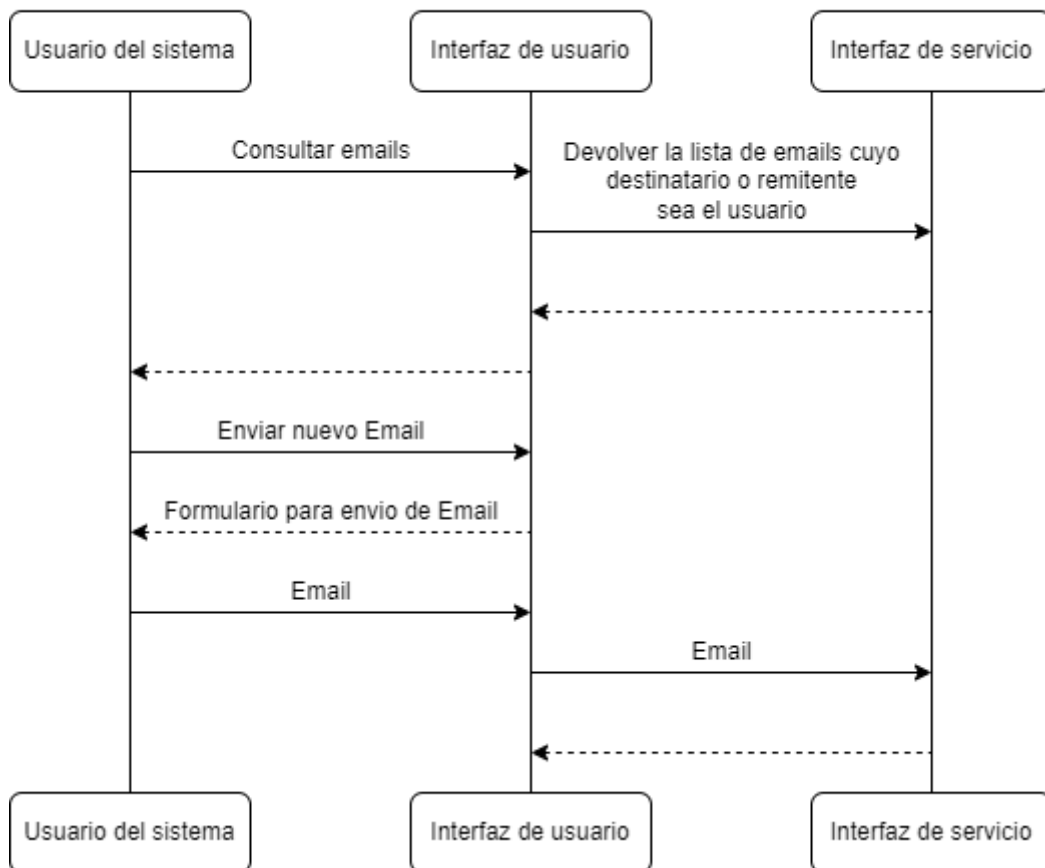 Usuario del sistema
Interfaz de usuario
Interfaz de servicio
Consultar emails
Devolver la lista de emails cuyo
destinatario o remitente
sea el usuario
Enviar nuevo Email
Formulario para envio de Email
Email
Email
Usuario del sistema
Interfaz de usuario
Interfaz de servicio